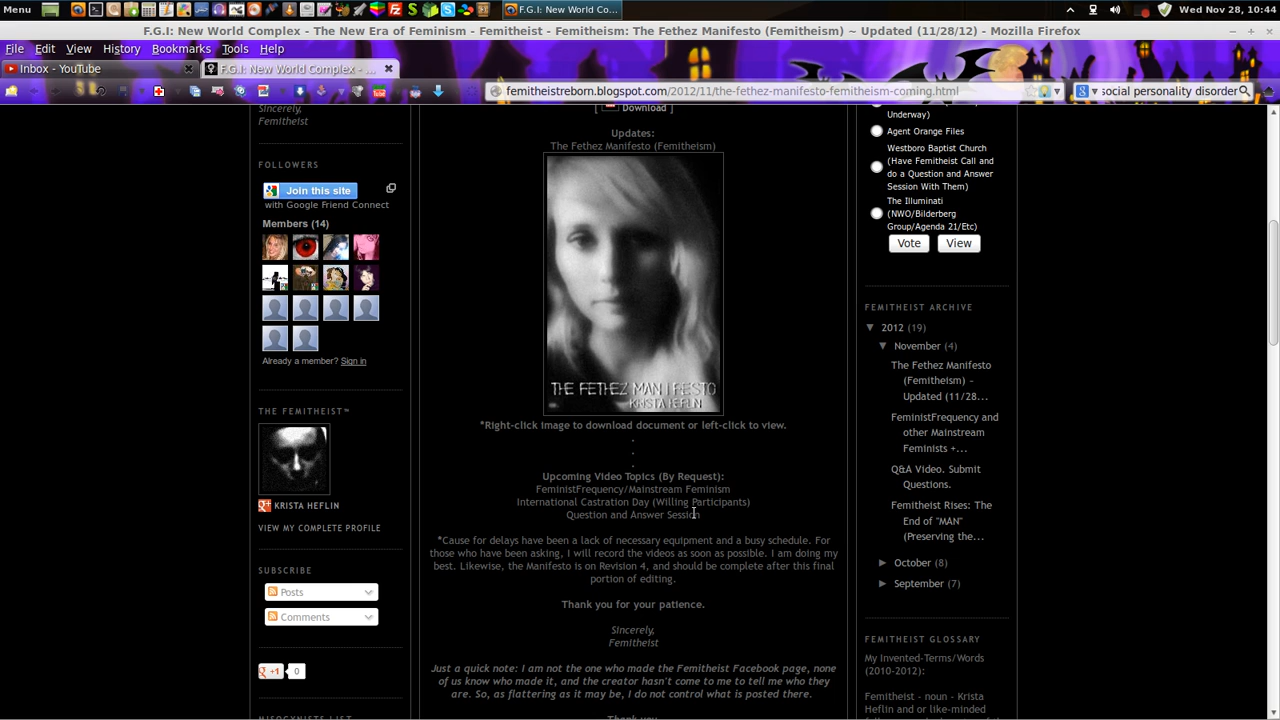 Menu
F.G.I: New World Co...
Wed Nov 28, 10:44
F.G.I: New World Complex - The New Era of Feminism - Femitheist - Femitheism: The Fethez Manifesto (Femitheism) ~ Updated (11/28/12) - Mozilla Firefox
File Edit View History Bookmarks Tools Help
Inbox - YouTube
F.G.I: New World Complex - ...
femitheistreborn.blogspot.com/2012/11/the-fethez-manifesto-femitheism-coming.html
social personality disorder
Sincerely,
Femitheist
FOLLOWERS
Join this site
with Google Friend Connect
Members (14)
Already a member? Sign in
THE FEMITHEIST™
KRISTA HEFLIN
VIEW MY COMPLETE PROFILE
SUBSCRIBE
Posts
Comments
+1 0
[ Download ]
Updates:
The Fethez Manifesto (Femitheism)
THE FETHEZ MANIFESTO
KRISTA HEFLIN
*Right-click image to download document or left-click to view.
.
.
.
Upcoming Video Topics (By Request):
FeministFrequency/Mainstream Feminism
International Castration Day (Willing Participants)
Question and Answer Session
*Cause for delays have been a lack of necessary equipment and a busy schedule. For
those who have been asking, I will record the videos as soon as possible. I am doing my
best. Likewise, the Manifesto is on Revision 4, and should be complete after this final
portion of editing.
Thank you for your patience.
Sincerely,
Femitheist
Just a quick note: I am not the one who made the Femitheist Facebook page, none
of us know who made it, and the creator hasn't come to me to tell me who they
are. So, as flattering as it may be, I do not control what is posted there.
Underway)
Agent Orange Files
Westboro Baptist Church
(Have Femitheist Call and
do a Question and Answer
Session With Them)
The Illuminati
(NWO/Bilderberg
Group/Agenda 21/Etc)
Vote View
FEMITHEIST ARCHIVE
▼ 2012 (19)
▼ November (4)
The Fethez Manifesto
(Femitheism) ~
Updated (11/28...
FeministFrequency and
other Mainstream
Feminists +...
Q&A Video. Submit
Questions.
Femitheist Rises: The
End of "MAN"
(Preserving the...
► October (8)
► September (7)
FEMITHEIST GLOSSARY
My Invented-Terms/Words
(2010-2012):
Femitheist - noun - Krista
Heflin and or like-minded